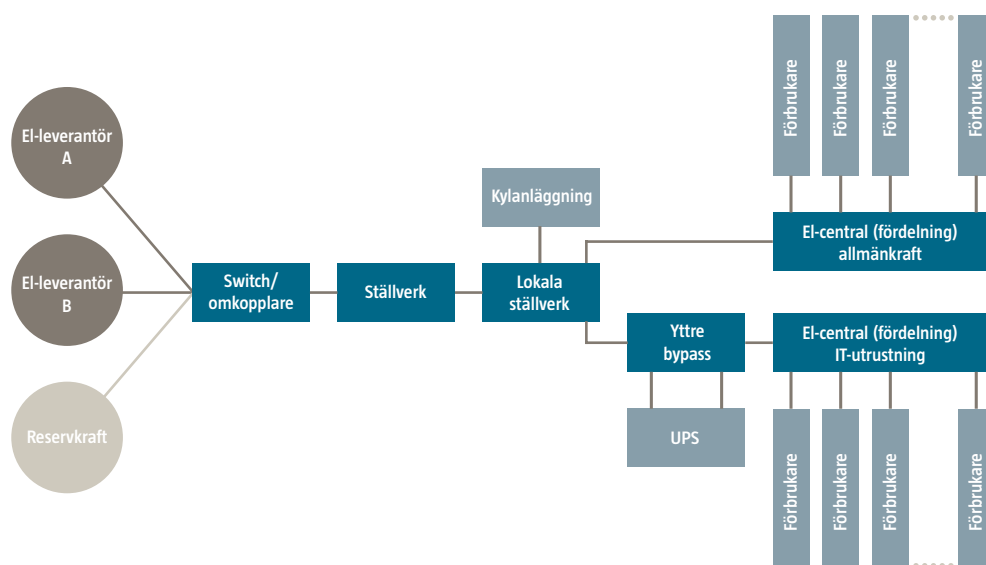 El-leverantör
A
El-leverantör
B
Reservkraft
Switch/
omkopplare
Ställverk
Kylanläggning
Lokala
ställverk
Yttre
bypass
UPS
Förbrukare
Förbrukare
Förbrukare
Förbrukare
El-central (fördelning)
allmänkraft
El-central (fördelning)
IT-utrustning
Förbrukare
Förbrukare
Förbrukare
Förbrukare